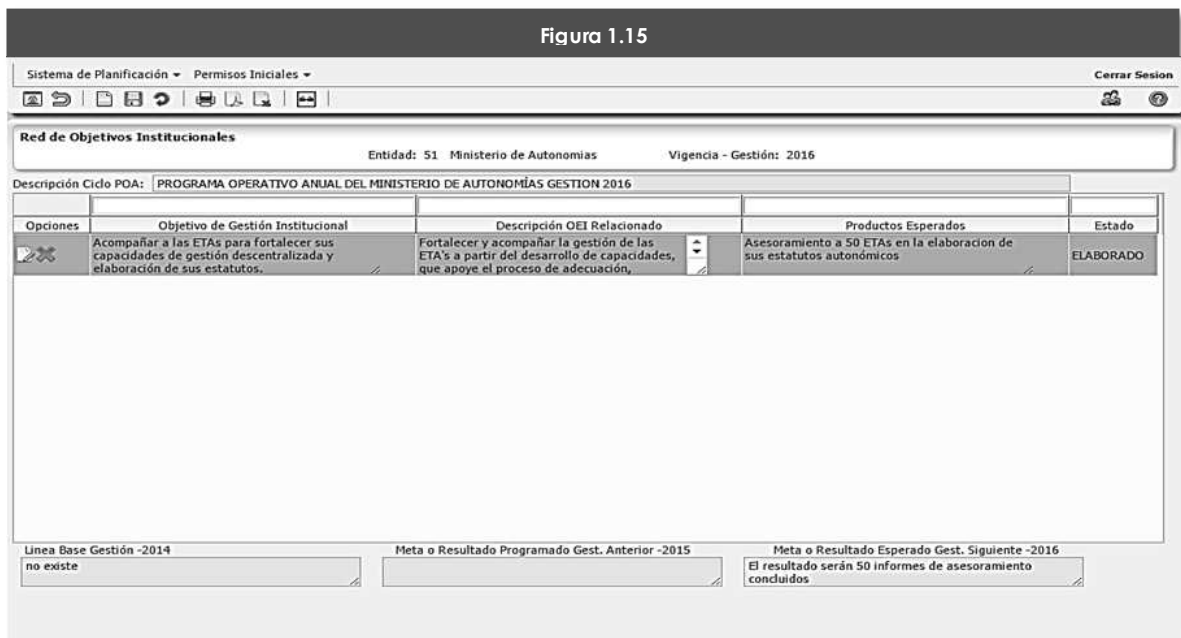 Figura 1.15
Sistema de Planificación Permisos Iniciales Cerrar Sesion
Red de Objetivos Institucionales
Entidad: 51 Ministerio de Autonomias Vigencia - Gestión: 2016
Descripción Ciclo POA: PROGRAMA OPERATIVO ANUAL DEL MINISTERIO DE AUTONOMÍAS GESTION 2016
Opciones Objetivo de Gestión Institucional Descripción OEI Relacionado Productos Esperados Estado
Acompañar a las ETAs para fortalecer sus
capacidades de gestión descentralizada y
elaboración de sus estatutos.
Fortalecer y acompañar la gestión de las
ETA's a partir del desarrollo de capacidades,
que apoye el proceso de adecuación,
Asesoramiento a 50 ETAs en la elaboracion de
sus estatutos autonómicos
ELABORADO
Linea Base Gestión -2014
no existe
Meta o Resultado Programado Gest. Anterior -2015
Meta o Resultado Esperado Gest. Siguiente -2016
El resultado serán 50 informes de asesoramiento
concluidos